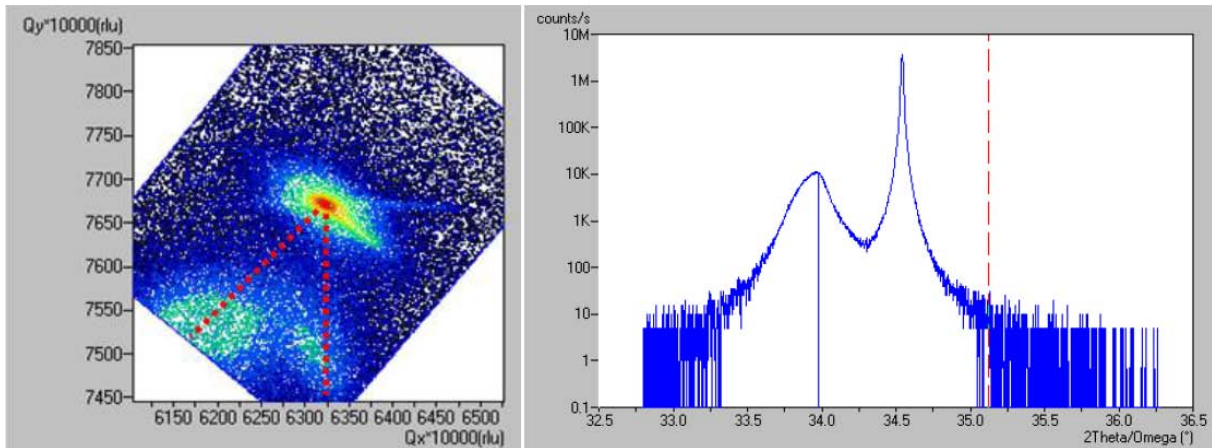 Qy*10000(rlu)
7850
7800
7750
7700
7650
7600
7550
7500
7450
6150 6200 6250 6300 6350 6400 6450 6500
Qx*10000(rlu)
counts/s
10M
1M
100K
10K
1K
100
10
1
0.1
32.5 33.0 33.5 34.0 34.5 35.0 35.5 36.0 36.5
2Theta/Omega (°)